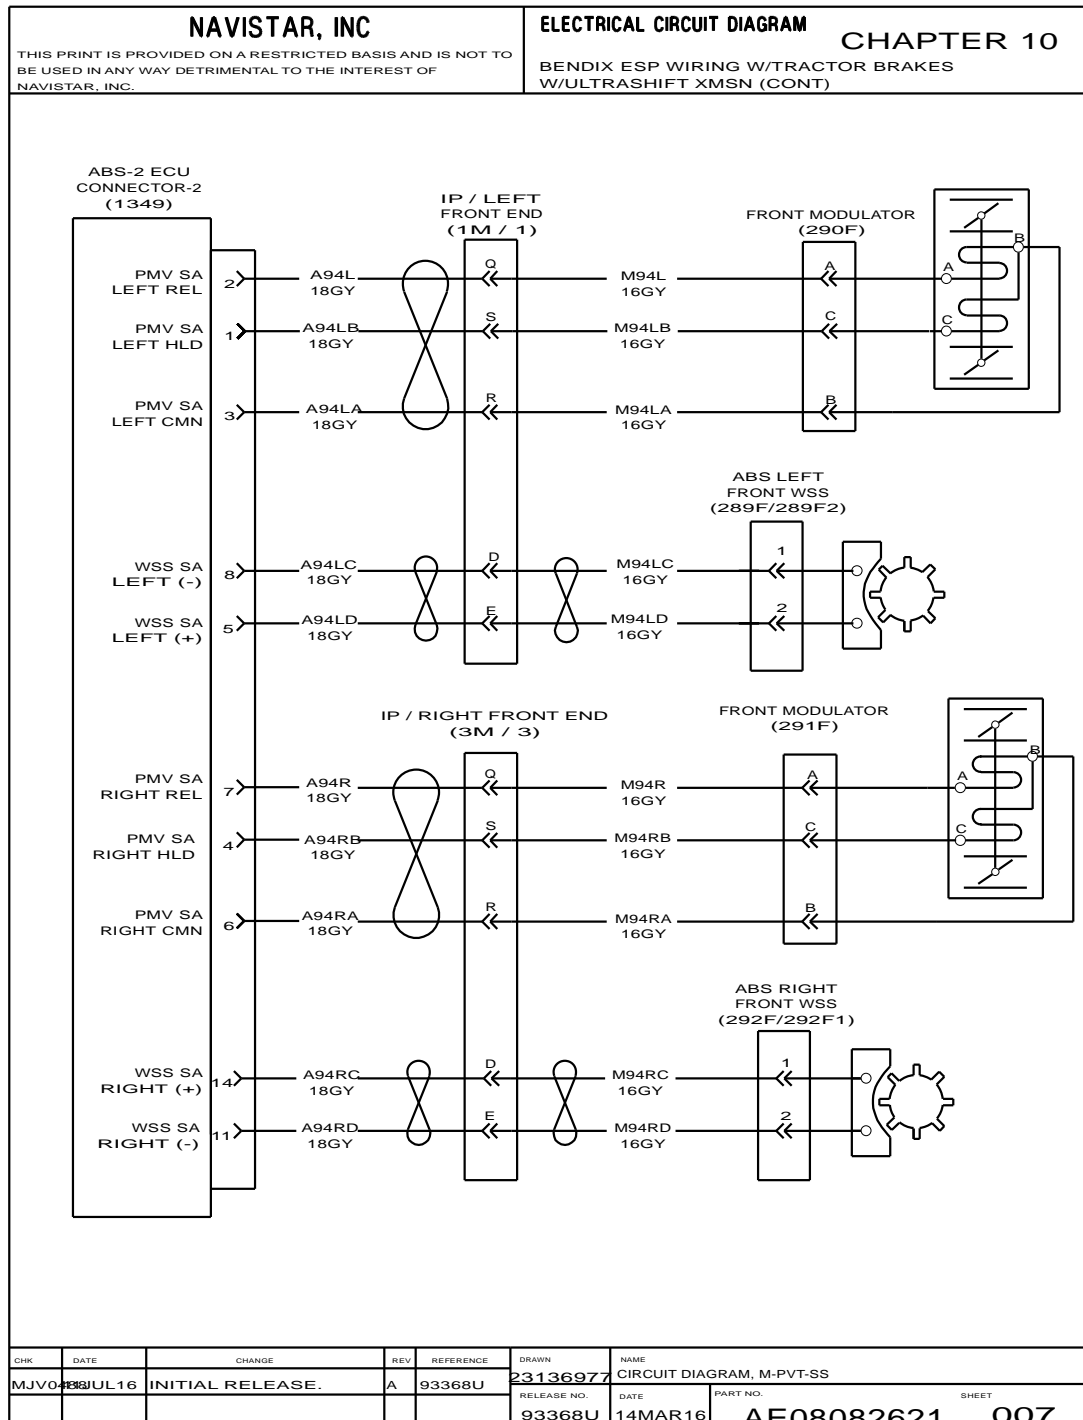 NAVISTAR, INC
THIS PRINT IS PROVIDED ON A RESTRICTED BASIS AND IS NOT TO
BE USED IN ANY WAY DETRIMENTAL TO THE INTEREST OF
NAVISTAR, INC.
ELECTRICAL CIRCUIT DIAGRAM
CHAPTER 10
BENDIX ESP WIRING W/TRACTOR BRAKES
W/ULTRASHIFT XMSN (CONT)
ABS-2 ECU
CONNECTOR-2
(1349)
IP / LEFT
FRONT END
(1M / 1)
FRONT MODULATOR
(290F)
PMV SA
LEFT REL
2
A94L
18GY
Q
M94L
16GY
A
A
B
PMV SA
LEFT HLD
1
A94LB
18GY
S
M94LB
16GY
C
C
PMV SA
LEFT CMN
3
A94LA
18GY
R
M94LA
16GY
B
ABS LEFT
FRONT WSS
(289F/289F2)
WSS SA
LEFT (-)
8
A94LC
18GY
D
M94LC
16GY
1
WSS SA
LEFT (+)
5
A94LD
18GY
E
M94LD
16GY
2
IP / RIGHT FRONT END
(3M / 3)
FRONT MODULATOR
(291F)
PMV SA
RIGHT REL
7
A94R
18GY
Q
M94R
16GY
A
A
B
PMV SA
RIGHT HLD
4
A94RB
18GY
S
M94RB
16GY
C
C
PMV SA
RIGHT CMN
6
A94RA
18GY
R
M94RA
16GY
B
ABS RIGHT
FRONT WSS
(292F/292F1)
WSS SA
RIGHT (+)
14
A94RC
18GY
D
M94RC
16GY
1
WSS SA
RIGHT (-)
11
A94RD
18GY
E
M94RD
16GY
2
CHK DATE CHANGE REV REFERENCE
INITIAL RELEASE. A 93368U
DRAWN
23136977
NAME
CIRCUIT DIAGRAM, M-PVT-SS
RELEASE NO.
93368U
DATE
14MAR16
PART NO.
AE08082621
SHEET
007